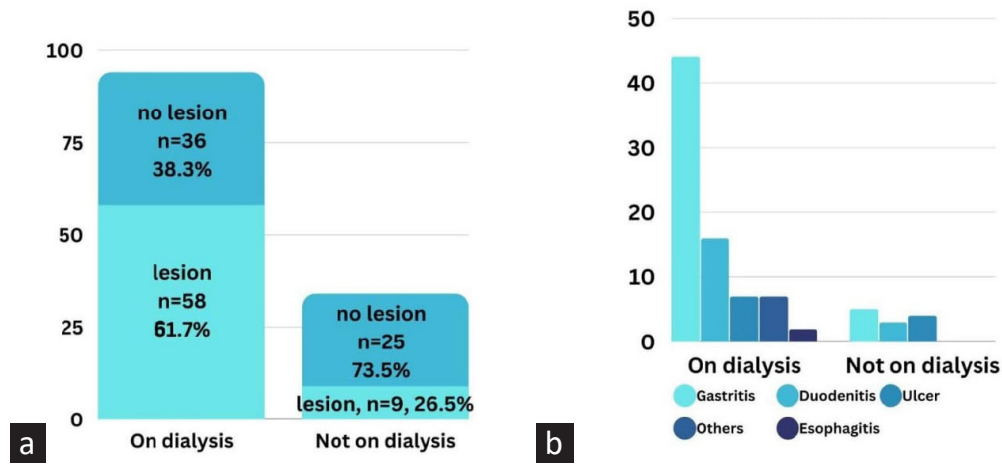 100
75
50
25
0
no lesion
n=36
38.3%
lesion
n=58
61.7%
no lesion
n=25
73.5%
lesion, n=9, 26.5%
On dialysis
Not on dialysis
a
50
40
30
20
10
0
On dialysis
Not on dialysis
Gastritis
Duodenitis
Ulcer
Others
Esophagitis
b